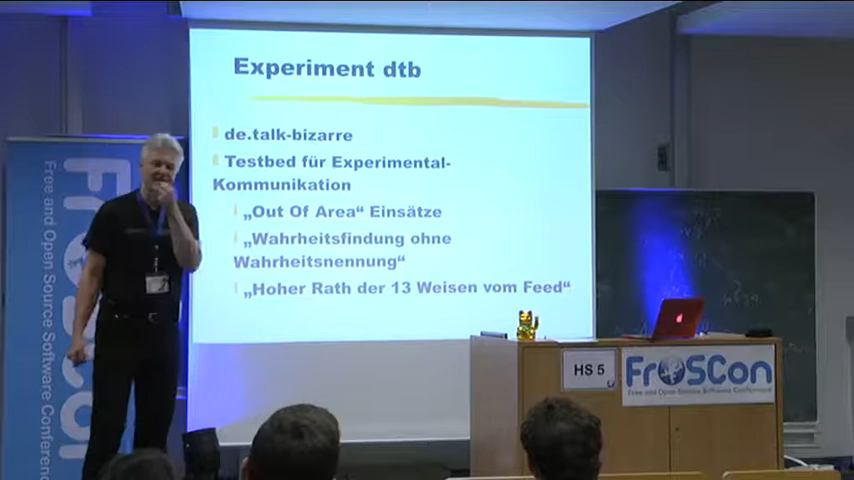 Experiment dtb
de.talk-bizarre
Testbed für Experimental-
Kommunikation
„Out Of Area“ Einsätze
„Wahrheitsfindung ohne
Wahrheitsnennung“
„Hoher Rath der 13 Weisen vom Feed“
HS 5
FrOSCon
Free and Open Source Software Conference
Free and Open Source Software Conference